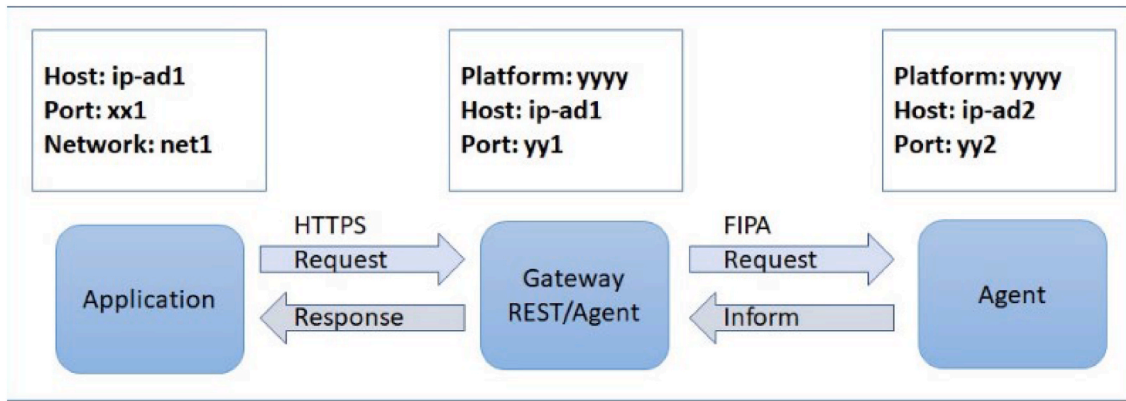 Host: ip-ad1
Port: xx1
Network: net1
Platform: yyyy
Host: ip-ad1
Port: yy1
Platform: yyyy
Host: ip-ad2
Port: yy2
Application
HTTPS
Request
Response
Gateway
REST/Agent
FIPA
Request
Inform
Agent